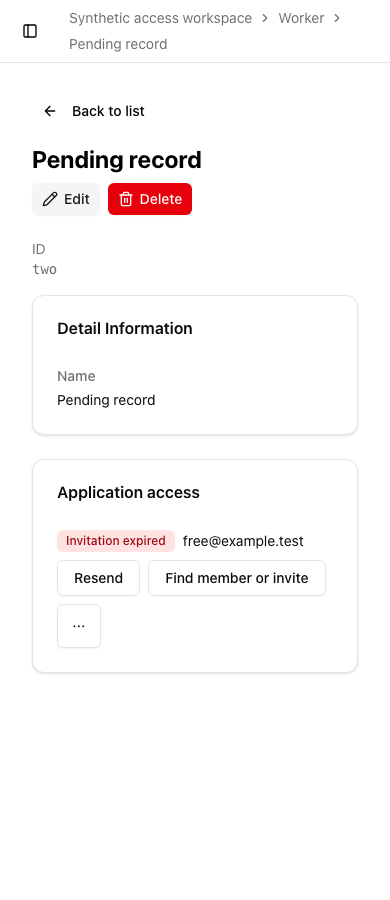 Synthetic access workspace > Worker >
Pending record
Back to list
Pending record
Edit
Delete
ID
two
Detail Information
Name
Pending record
Application access
Invitation expired free@example.test
Resend
Find member or invite
...